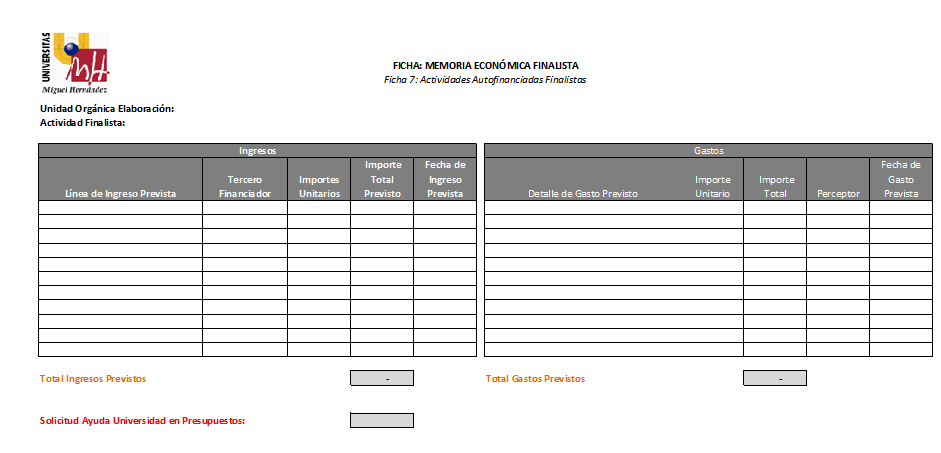 UNIVERSITAS
Miguel Hernández
FICHA: MEMORIA ECONÓMICA FINALISTA
Ficha 7: Actividades Autofinanciadas Finalistas
Unidad Orgánica Elaboración:
Actividad Finalista:
Ingresos
Línea de Ingreso Prevista
Tercero
Financiador
Importes
Unitarios
Importe
Total
Previsto
Fecha de
Ingreso
Prevista
Gastos
Detalle de Gasto Previsto
Importe
Unitario
Importe
Total
Perceptor
Fecha de
Gasto
Prevista
Total Ingresos Previstos -
Total Gastos Previstos -
Solicitud Ayuda Universidad en Presupuestos: